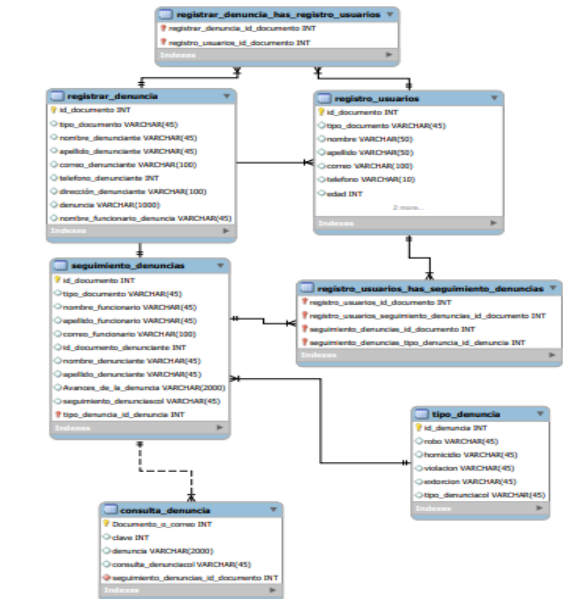 registrar_denuncia_has_registro_usuarios
registrar_denuncia_id_documento INT
registro_usuarios_id_documento INT
Indexes
registrar_denuncia
id_documento INT
tipo_documento VARCHAR(45)
nombre_denunciante VARCHAR(45)
apellido_denunciante VARCHAR(45)
correo_denunciante VARCHAR(100)
telefono_denunciante INT
dirección_denunciante VARCHAR(100)
denuncia VARCHAR(1000)
nombre_funcionario_denuncia VARCHAR(45)
Indexes
registro_usuarios
id_documento INT
tipo_documento VARCHAR(45)
nombre VARCHAR(50)
apellido VARCHAR(50)
correo VARCHAR(100)
telefono VARCHAR(10)
edad INT
2 more...
Indexes
seguimiento_denuncias
id_documento INT
tipo_documento VARCHAR(45)
nombre_funcionario VARCHAR(45)
apellido_funcionario VARCHAR(45)
correo_funcionario VARCHAR(100)
id_documento_denunciante INT
nombre_denunciante VARCHAR(45)
apellido_denunciante VARCHAR(45)
Avances_de_la_denuncia VARCHAR(2000)
seguimiento_denunciascol VARCHAR(45)
tipo_denuncia_id_denuncia INT
Indexes
registro_usuarios_has_seguimiento_denuncias
registro_usuarios_id_documento INT
registro_usuarios_seguimiento_denuncias_id_documento INT
seguimiento_denuncias_id_documento INT
seguimiento_denuncias_tipo_denuncia_id_denuncia INT
Indexes
tipo_denuncia
id_denuncia INT
robo VARCHAR(45)
homicidio VARCHAR(45)
violacion VARCHAR(45)
extorcion VARCHAR(45)
tipo_denunciacol VARCHAR(45)
Indexes
consulta_denuncia
Documento_o_correo INT
clave INT
denuncia VARCHAR(2000)
consulta_denunciacol VARCHAR(45)
seguimiento_denuncias_id_documento INT
Indexes